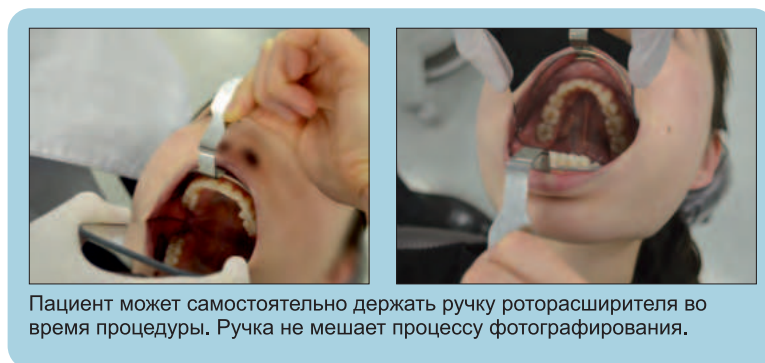 Пациент может самостоятельно держать ручку роторасширителя во
время процедуры. Ручка не мешает процессу фотографирования.